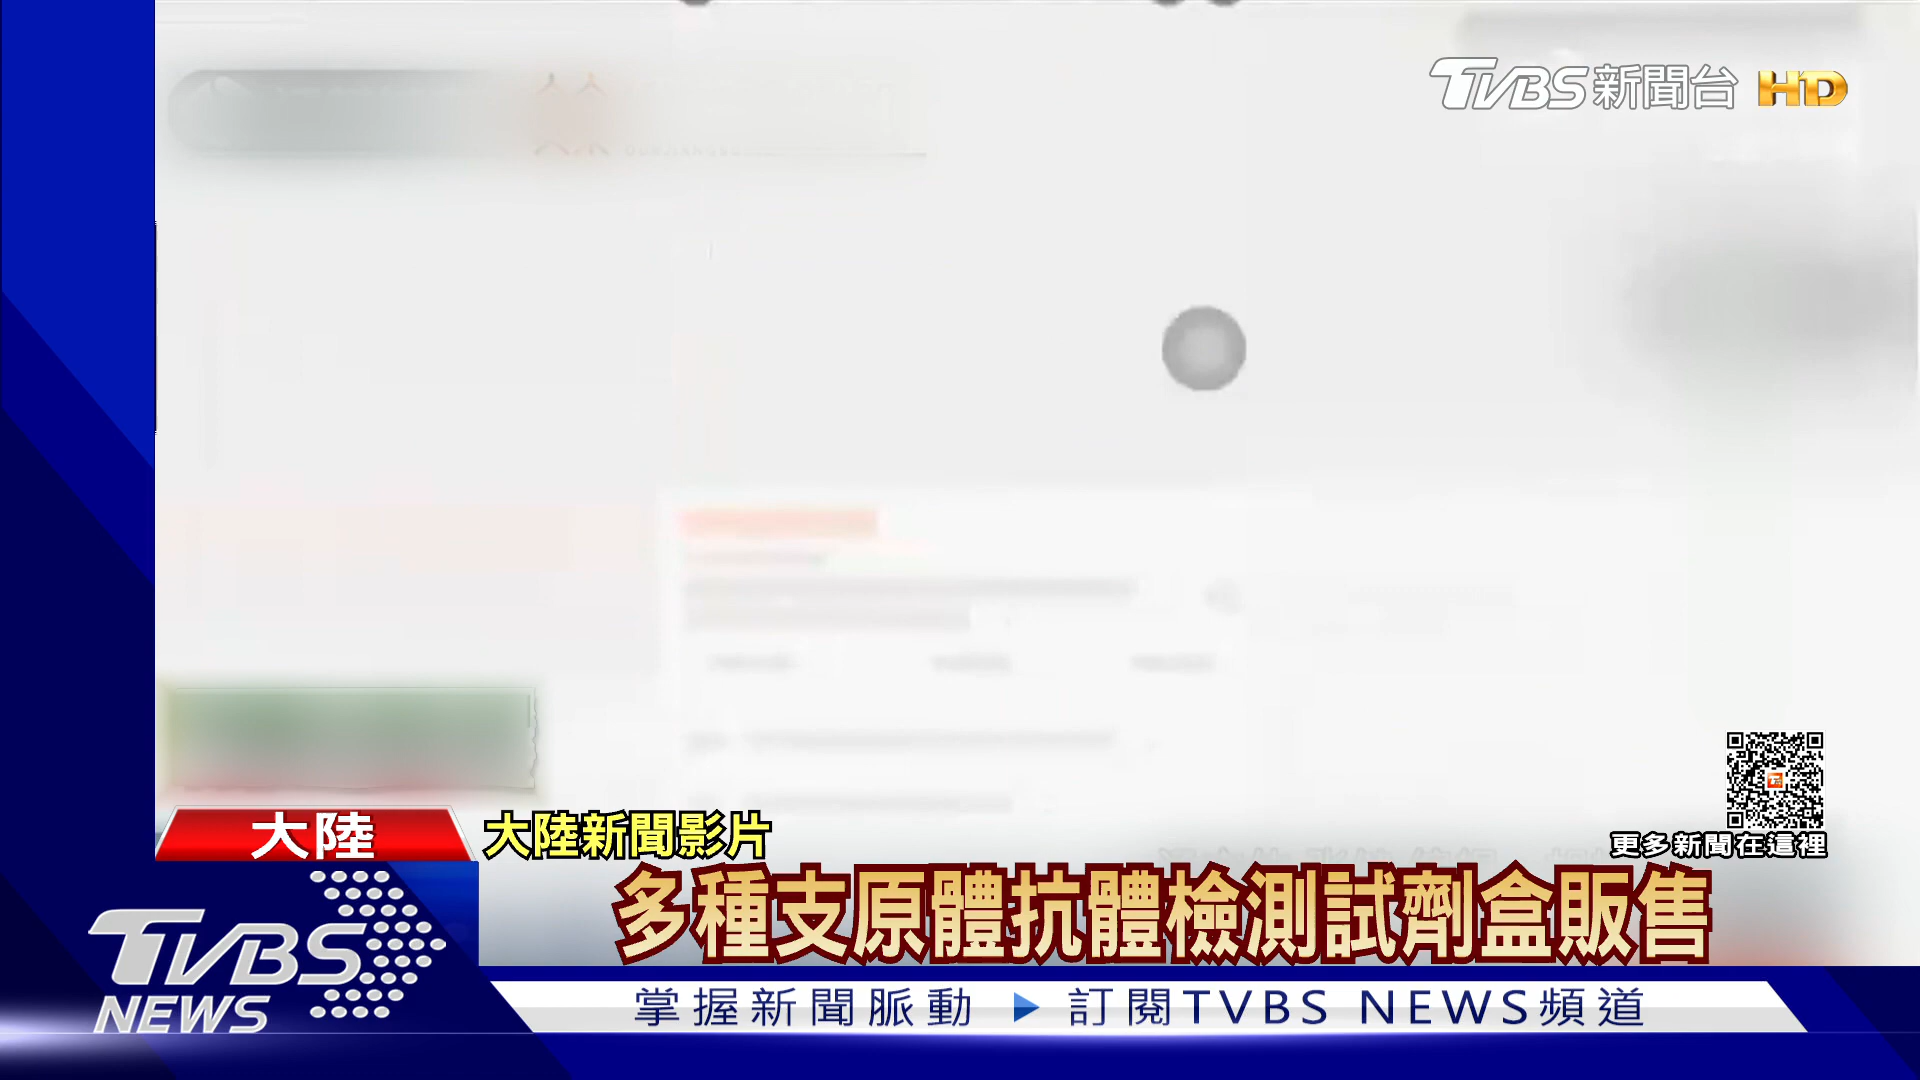 TVBS新聞台 HD
更多新聞在這裡
大陸
大陸新聞影片
多種支原體抗體檢測試劑盒販售
TVBS
NEWS
掌握新聞脈動 ▶ 訂閱TVBS NEWS頻道